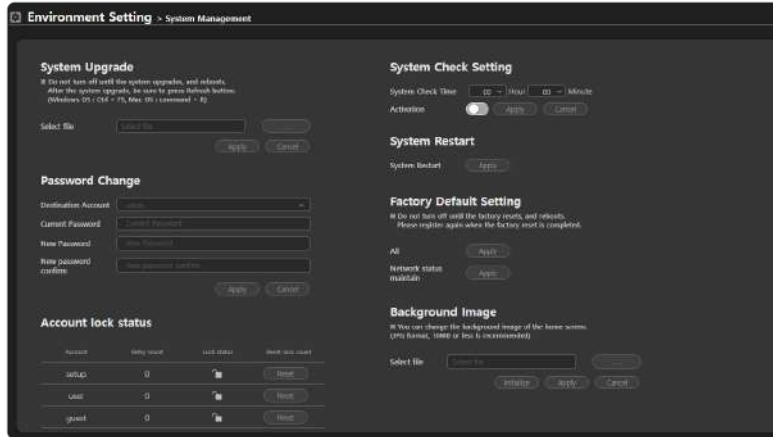 Environment Setting > System Management
System Upgrade
※ Do not turn off until the system upgrades, and reboots.
After the system upgrade, be sure to press Refresh button.
(Windows OS : Ctrl + F5, Mac OS : command + R)
Select file
Select file
Apply Cancel
Password Change
Destination Account
Current Password Current Password
New Password New Password
New password
confirm
New password confirm
Apply Cancel
Account lock status
Account Retry count Lock status Reset lock count
setup 0 Reset
user 0 Reset
guest 0 Reset
System Check Setting
System Check Time 00 Hour 00 Minute
Activation Apply Cancel
System Restart
System Restart Apply
Factory Default Setting
※ Do not turn off until the factory resets, and reboots.
Please register again when the factory reset is completed.
All Apply
Network status
maintain
Apply
Background Image
※ You can change the background image of the home screen.
(JPG format, 10MB or less is recommended)
Select file Select file
Initialize Apply Cancel